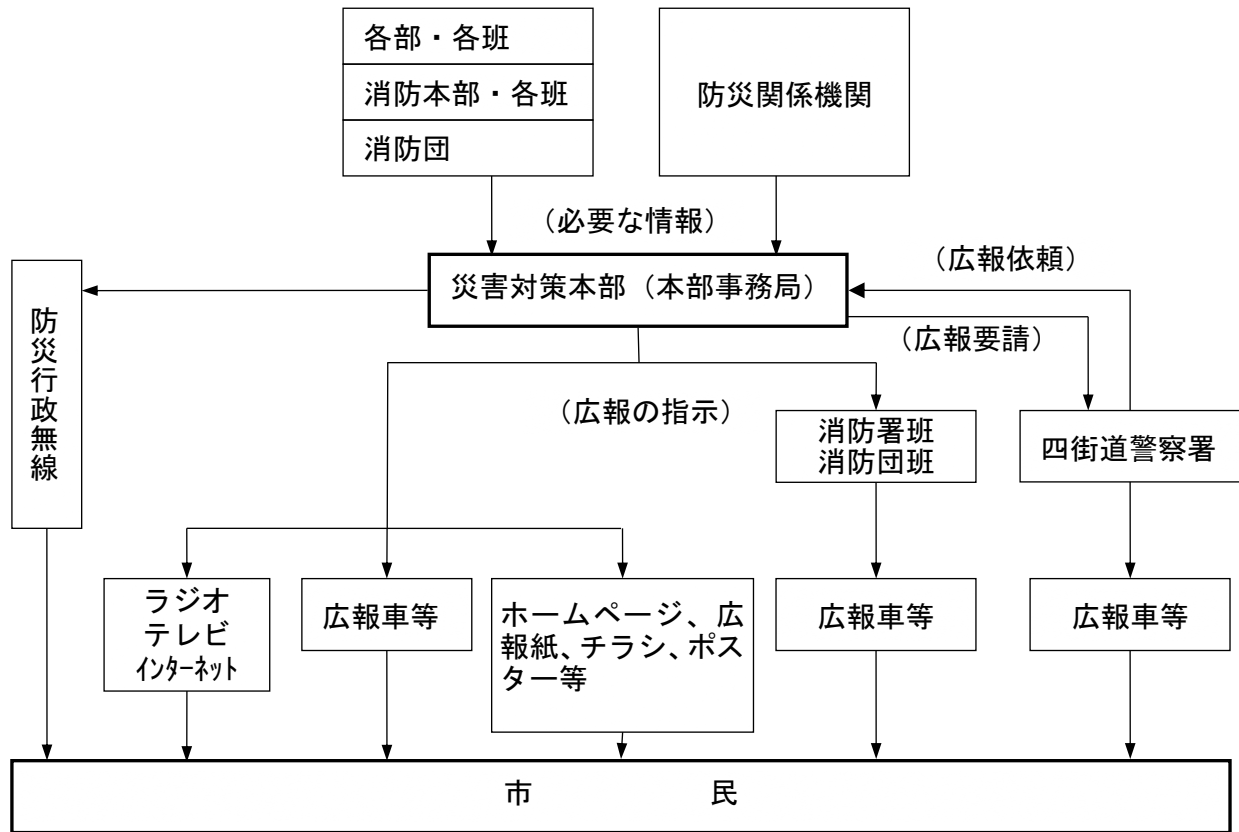 各部・各班
消防本部・各班
消防団
防災関係機関
（必要な情報）
災害対策本部（本部事務局）
（広報依頼）
（広報要請）
防災行政無線
（広報の指示）
消防署班
消防団班
四街道警察署
ラジオ
テレビ
インターネット
広報車等
ホームページ、広
報紙、チラシ、ポス
ター等
広報車等
広報車等
市　民